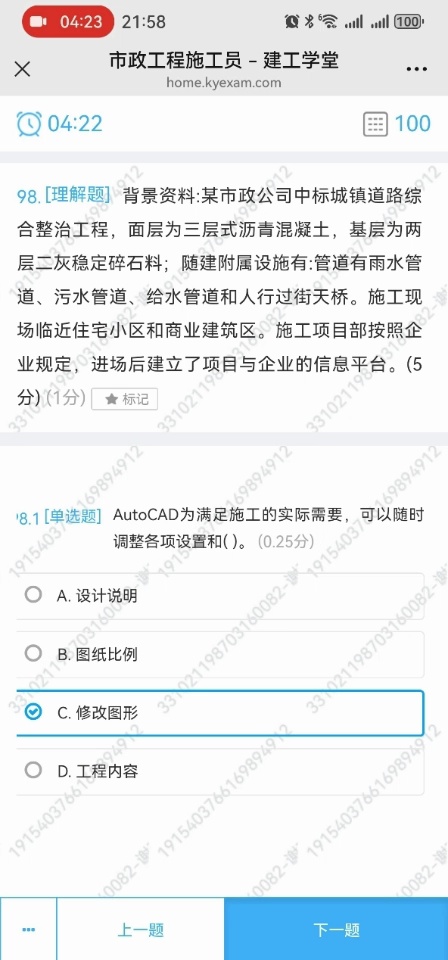 04:23 21:58 100
市政工程施工员 - 建工学堂
home.kyexam.com
04:22 100
98. [理解题] 背景资料:某市政公司中标城镇道路综
合整治工程，面层为三层式沥青混凝土，基层为两
层二灰稳定碎石料；随建附属设施有:管道有雨水管
道、污水管道、给水管道和人行过街天桥。施工现
场临近住宅小区和商业建筑区。施工项目部按照企
业规定，进场后建立了项目与企业的信息平台。(5
分) (1分) ★ 标记
98.1 [单选题] AutoCAD为满足施工的实际需要，可以随时
调整各项设置和( )。 (0.25分)
A. 设计说明
B. 图纸比例
C. 修改图形
D. 工程内容
... 上一题 下一题